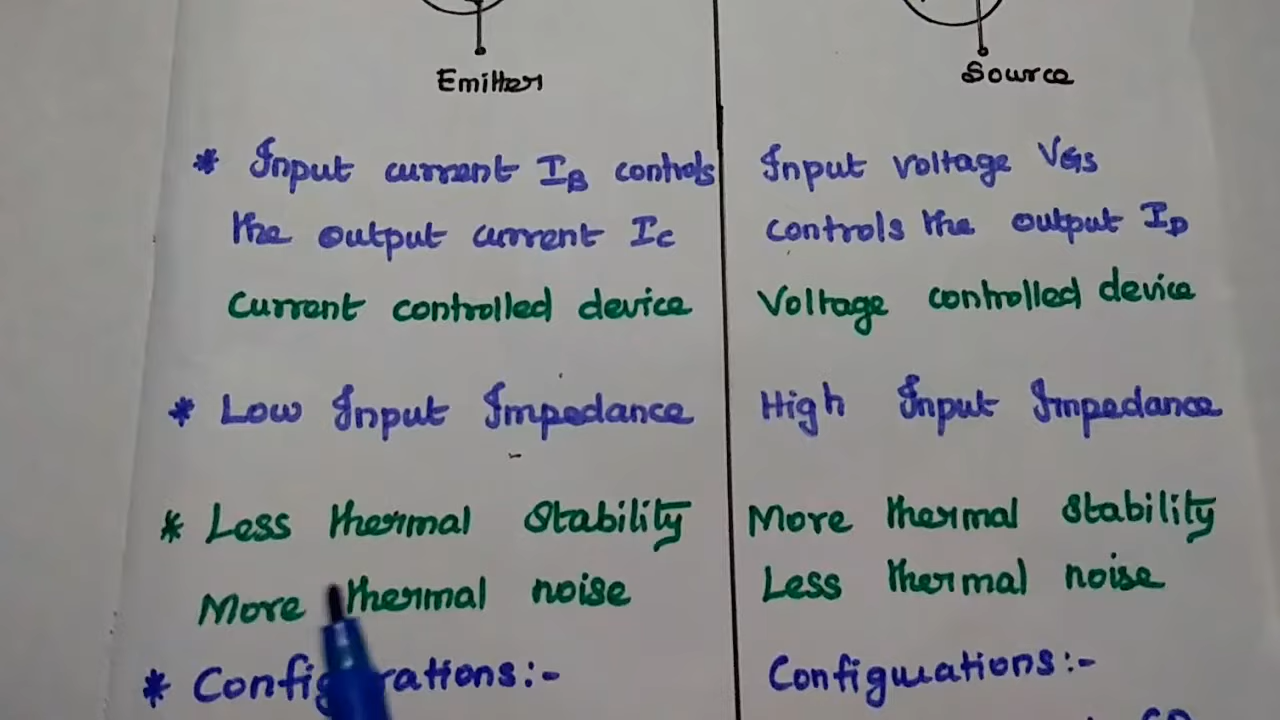 Emitter
* Input current IB controls
the output current IC
Current controlled device
* Low Input Impedance
* Less thermal Stability
More thermal noise
* Configurations:-
Source
Input voltage VGS
controls the output ID
Voltage controlled device
High Input Impedance
More thermal stability
Less thermal noise
Configurations:-